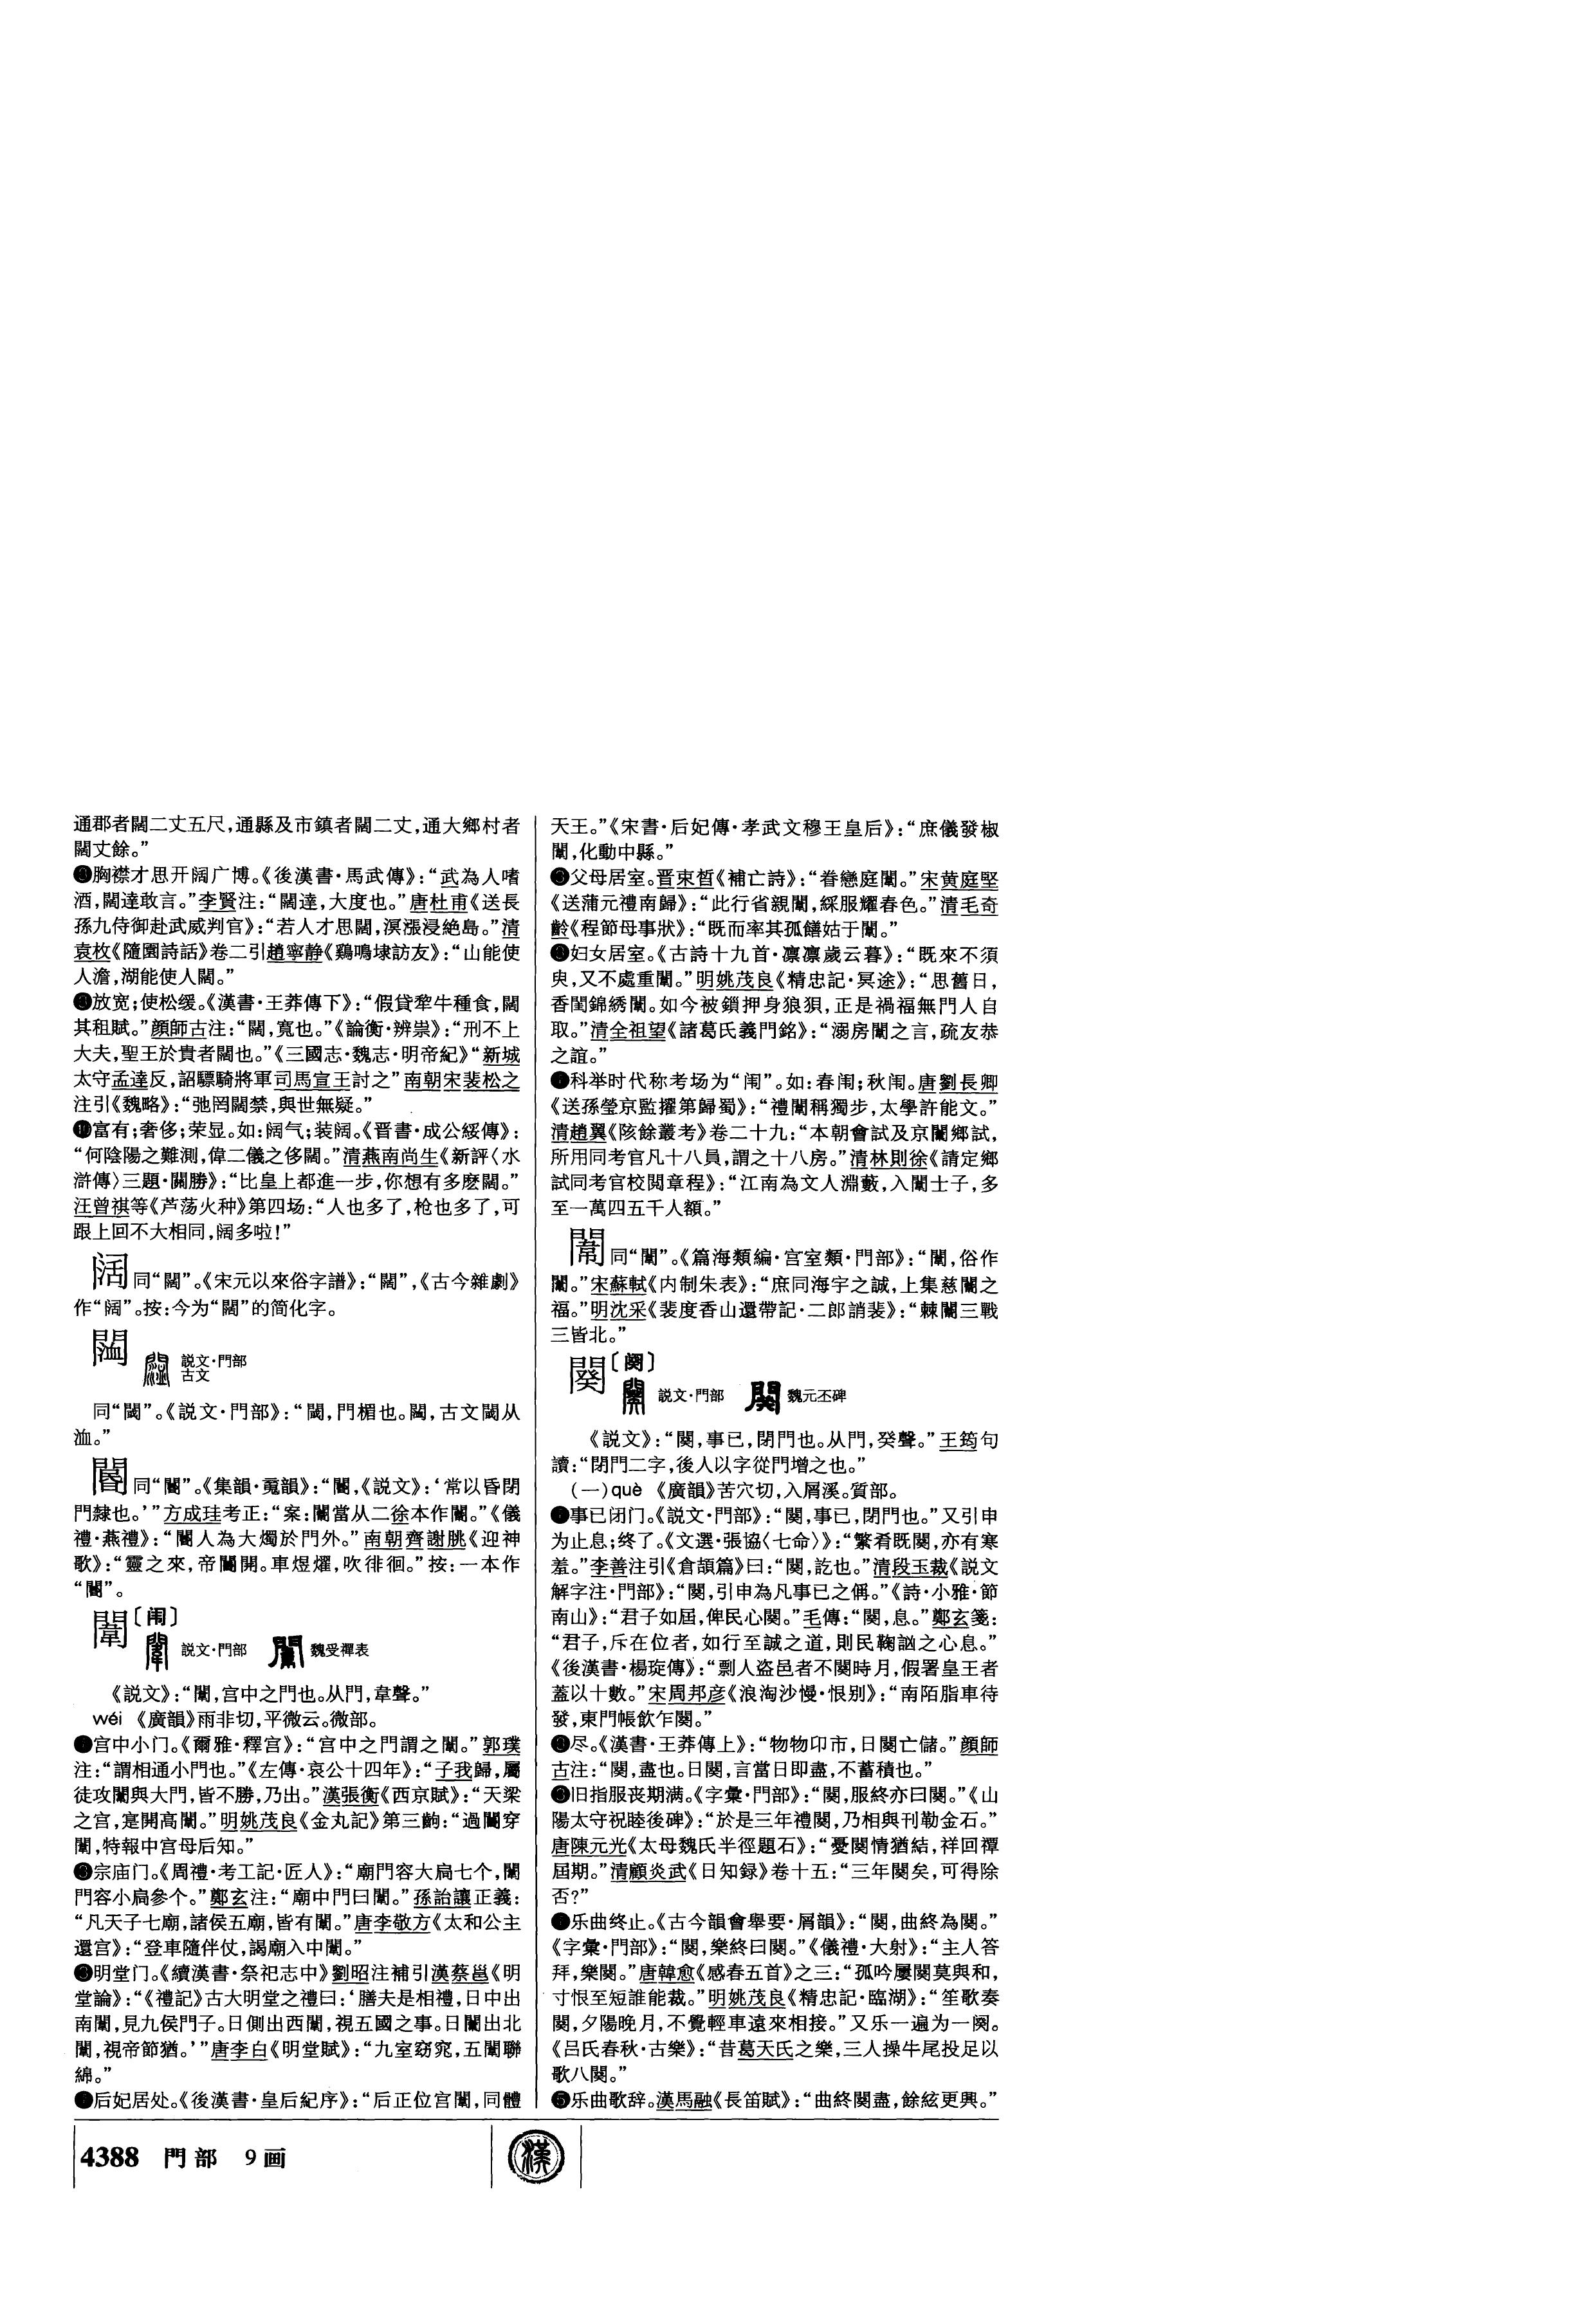 通郡者闊二丈五尺，通縣及市鎮者闊二丈，通大鄉村者
闊丈餘。”
❽胸襟才思开阔广博。《後漢書·馬武傳》：“武為人嗜
酒，闊達敢言。”李賢注：“闊達，大度也。”唐杜甫《送長
孫九侍御赴武威判官》：“若人才思闊，溟漲浸絶島。”清
袁枚《隨園詩話》卷二引趙寧静《鷄鳴埭訪友》：“山能使
人澹，湖能使人闊。”
❾放宽；使松缓。《漢書·王莽傳下》：“假貸犂牛種食，闊
其租賦。”顔師古注：“闊，寬也。”《論衡·辨祟》：“刑不上
大夫，聖王於貴者闊也。”《三國志·魏志·明帝紀》“新城
太守孟達反，詔驃騎將軍司馬宣王討之”南朝宋裴松之
注引《魏略》：“弛罔闊禁，與世無疑。”
❿富有；奢侈；荣显。如：阔气；装阔。《晋書·成公綏傳》：
“何陰陽之難測，偉二儀之侈闊。”清燕南尚生《新評〈水
滸傳〉三題·闊勝》：“比皇上都進一步，你想有多麽闊。”
汪曾祺等《芦荡火种》第四场：“人也多了，枪也多了，可
跟上回不大相同，阔多啦！”
阔 同“闊”。《宋元以來俗字譜》：“闊”，《古今雜劇》
作“阔”。按：今为“闊”的简化字。
説文·門部
古文
同“閾”。《説文·門部》：“閾，門榍也。𨵨，古文閾从
洫。”
同“閽”。《集韻·䰟韻》：“閽，《説文》：‘常以昏閉
門隸也。’”方成珪考正：“案：閽當从二徐本作閽。”《儀
禮·燕禮》：“閽人為大燭於門外。”南朝齊謝朓《迎神
歌》：“靈之來，帝閽開。車煜燿，吹徘徊。”按：一本作
“閽”。
闈〔闱〕
説文·門部 魏受禪表
《説文》：“闈，宫中之門也。从門，韋聲。”
wéi 《廣韻》雨非切，平微云。微部。
❶宫中小门。《爾雅·釋宫》：“宫中之門謂之闈。”郭璞
注：“謂相通小門也。”《左傳·哀公十四年》：“子我歸，屬
徒攻闈與大門，皆不勝，乃出。”漢張衡《西京賦》：“天梁
之宫，寔開高闈。”明姚茂良《金丸記》第三齣：“過闈穿
闈，特報中宫母后知。”
❷宗庙门。《周禮·考工記·匠人》：“廟門容大扃七个，闈
門容小扃參个。”鄭玄注：“廟中門曰闈。”孫詒讓正義：
“凡天子七廟，諸侯五廟，皆有闈。”唐李敬方《太和公主
還宫》：“登車隨伴仗，謁廟入中闈。”
❸明堂门。《續漢書·祭祀志中》劉昭注補引漢蔡邕《明
堂論》：“《禮記》古大明堂之禮曰：‘膳夫是相禮，日中出
南闈，見九侯門子。日側出西闈，視五國之事。日闇出北
闈，視帝節猶。’”唐李白《明堂賦》：“九室窈窕，五闈聯
綿。”
❹后妃居处。《後漢書·皇后紀序》：“后正位宫闈，同體
天王。”《宋書·后妃傳·孝武文穆王皇后》：“庶儀發椒
闈，化動中縣。”
❺父母居室。晋束晳《補亡詩》：“眷戀庭闈。”宋黄庭堅
《送蒲元禮南歸》：“此行省親闈，綵服耀春色。”清毛奇
齡《程節母事狀》：“既而率其孤饍姑于闈。”
❻妇女居室。《古詩十九首·凛凛歲云暮》：“既來不須
臾，又不處重闈。”明姚茂良《精忠記·冥途》：“思舊日，
香閨錦綉闈。如今被鎖押身狼狽，正是禍福無門人自
取。”清全祖望《諸葛氏義門銘》：“溺房闈之言，疏友恭
之誼。”
❼科举时代称考场为“闱”。如：春闱；秋闱。唐劉長卿
《送孫瑩京監擢第歸蜀》：“禮闈稱獨步，太學許能文。”
清趙翼《陔餘叢考》卷二十九：“本朝會試及京闈鄉試，
所用同考官凡十八員，謂之十八房。”清林則徐《請定鄉
試同考官校閲章程》：“江南為文人淵藪，入闈士子，多
至一萬四五千人額。”
同“闈”。《篇海類編·宫室類·門部》：“闈，俗作
。”宋蘇軾《内制朱表》：“庶同海宇之誠，上集慈闈之
福。”明沈采《裴度香山還帶記·二郎誚裴》：“棘闈三戰
三皆北。”
闋〔阕〕
説文·門部 魏元丕碑
《説文》：“闋，事已，閉門也。从門，癸聲。”王筠句
讀：“閉門二字，後人以字從門增之也。”
（一）què 《廣韻》苦穴切，入屑溪。質部。
❶事已闭门。《説文·門部》：“闋，事已，閉門也。”又引申
为止息；终了。《文選·張協〈七命〉》：“繁肴既闋，亦有寒
羞。”李善注引《倉頡篇》曰：“闋，訖也。”清段玉裁《説文
解字注·門部》：“闋，引申為凡事已之偁。”《詩·小雅·節
南山》：“君子如屆，俾民心闋。”毛傳：“闋，息。”鄭玄箋：
“君子，斥在位者，如行至誠之道，則民鞠訩之心息。”
《後漢書·楊琁傳》：“剽人盗邑者不闋時月，假署皇王者
蓋以十數。”宋周邦彦《浪淘沙慢·恨别》：“南陌脂車待
發，東門帳飲乍闋。”
❷尽。《漢書·王莽傳上》：“物物卬市，日闋亡儲。”顔師
古注：“闋，盡也。日闋，言當日即盡，不蓄積也。”
❸旧指服丧期满。《字彙·門部》：“闋，服終亦曰闋。”《山
陽太守祝睦後碑》：“於是三年禮闋，乃相與刊勒金石。”
唐陳元光《太母魏氏半徑題石》：“憂闋情猶結，祥回禫
屆期。”清顧炎武《日知録》卷十五：“三年闋矣，可得除
否？”
❹乐曲终止。《古今韻會舉要·屑韻》：“闋，曲終為闋。”
《字彙·門部》：“闋，樂終曰闋。”《儀禮·大射》：“主人答
拜，樂闋。”唐韓愈《感春五首》之三：“孤吟屢闋莫與和，
寸恨至短誰能裁。”明姚茂良《精忠記·臨湖》：“笙歌奏
闋，夕陽晚月，不覺輕車遠來相接。”又乐一遍为一阕。
《吕氏春秋·古樂》：“昔葛天氏之樂，三人操牛尾投足以
歌八闋。”
❺乐曲歌辞。漢馬融《長笛賦》：“曲終闋盡，餘絃更興。”
4388 門部 9画
漢